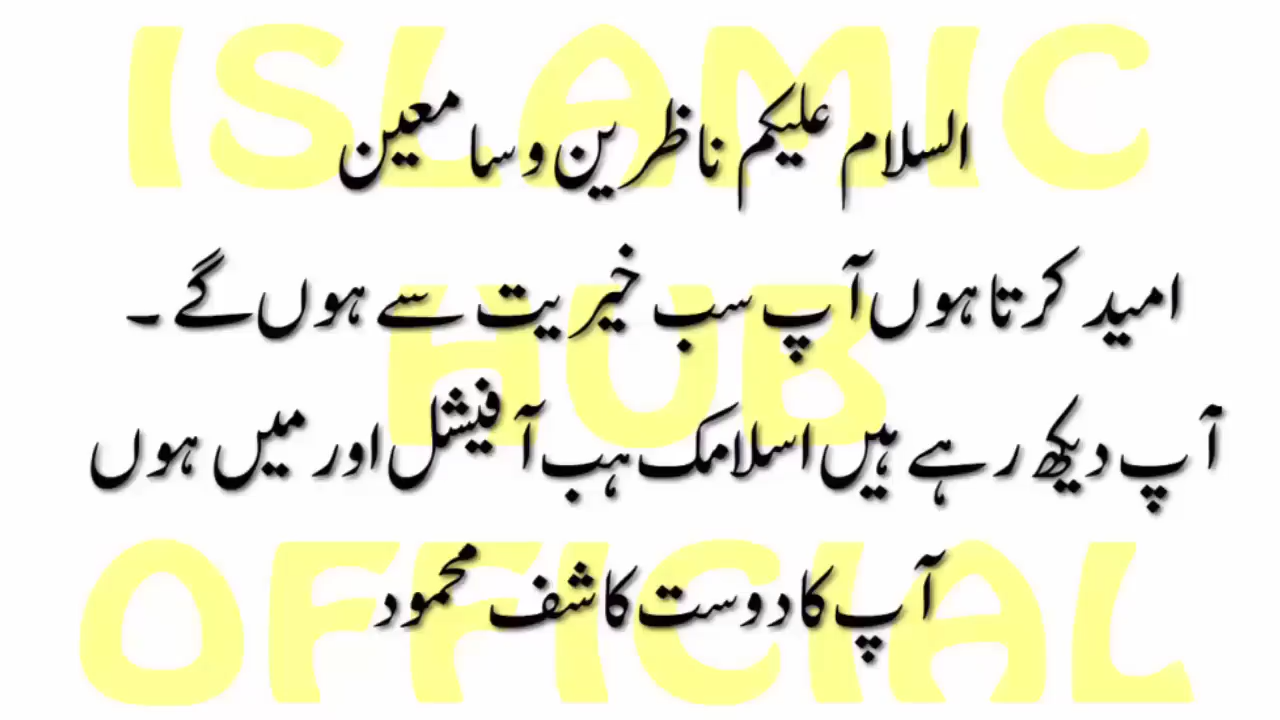 ISLAMIC
السلام علیکم ناظرین و سامعین
امید کرتا ہوں آپ سب خیریت سے ہوں گے ۔
HUB
آپ دیکھ رہے ہیں اسلامک ہب آفیشل اور میں ہوں
OFFICIAL
آپ کا دوست کاشف محمود